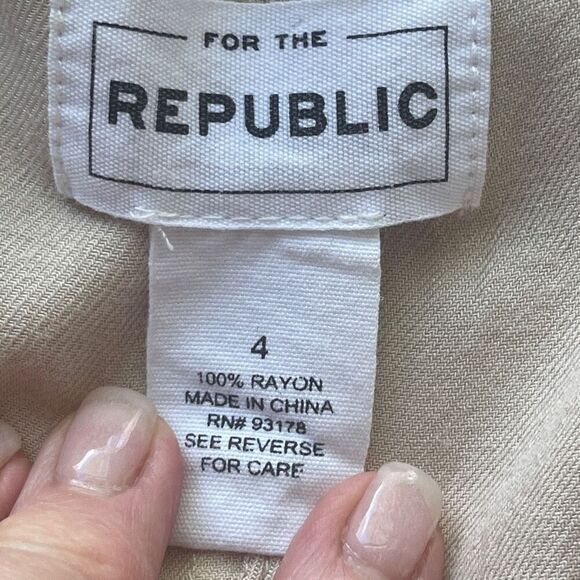 FOR THE
REPUBLIC
4
100% RAYON
MADE IN CHINA
RN# 93178
SEE REVERSE
FOR CARE